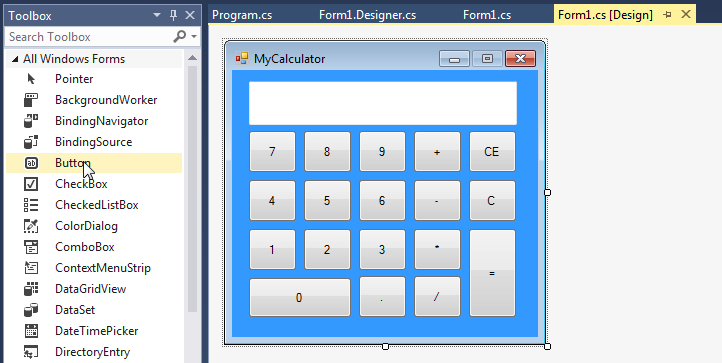 Toolbox
Program.cs Form1.Designer.cs Form1.cs Form1.cs [Design]
Search Toolbox
All Windows Forms
Pointer
BackgroundWorker
BindingNavigator
BindingSource
Button
CheckBox
CheckedListBox
ColorDialog
ComboBox
ContextMenuStrip
DataGridView
DataSet
DateTimePicker
DirectoryEntry
MyCalculator
7 8 9 + CE
4 5 6 - C
1 2 3 * =
0 . /